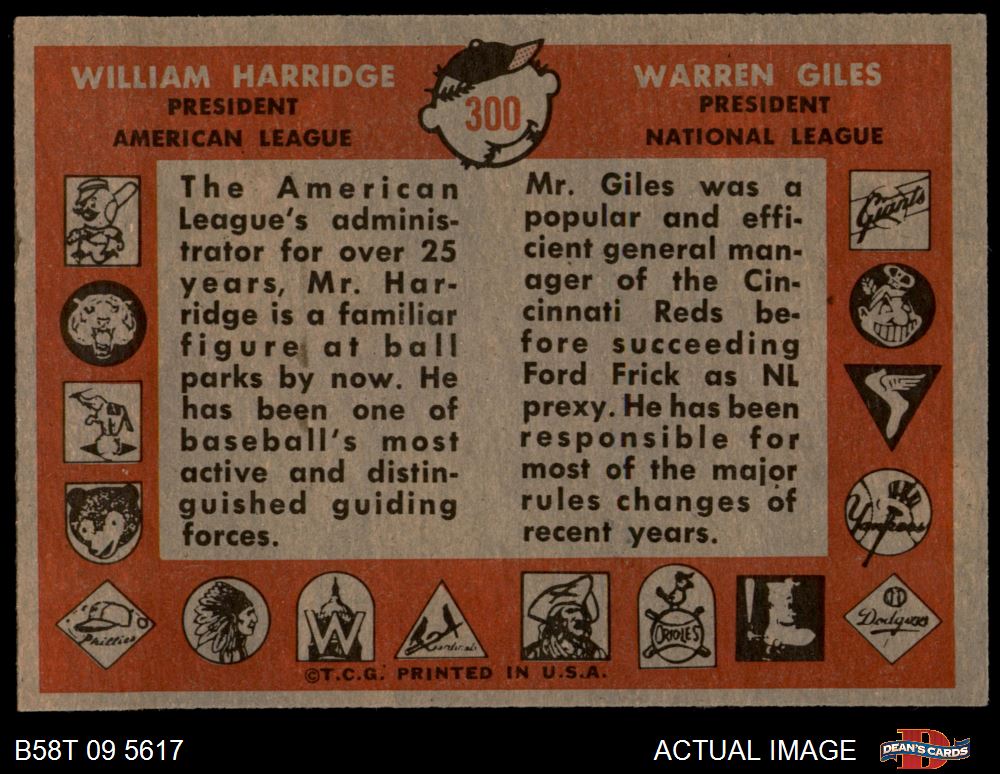 WILLIAM HARRIDGE
PRESIDENT
AMERICAN LEAGUE
300
WARREN GILES
PRESIDENT
NATIONAL LEAGUE
The American
League's adminis-
trator for over 25
years, Mr. Har-
ridge is a familiar
figure at ball
parks by now. He
has been one of
baseball's most
active and distin-
guished guiding
forces.
Mr. Giles was a
popular and effi-
cient general man-
ager of the Cin-
cinnati Reds be-
fore succeeding
Ford Frick as NL
prexy. He has been
responsible for
most of the major
rules changes of
recent years.
Giants
Yankees
Phillies
W
Cardinals
ORIOLES
Dodgers
©T.C.G. PRINTED IN U.S.A.
B58T 09 5617
ACTUAL IMAGE
D
DEAN'S CARDS